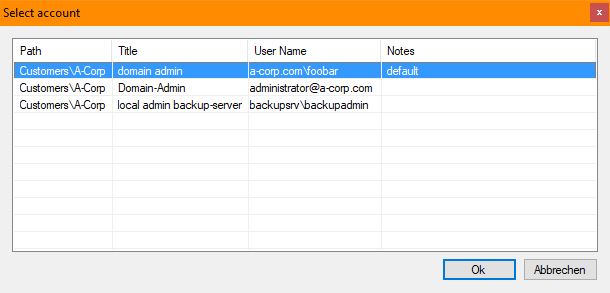 Select account
x
Path Title User Name Notes
Customers\A-Corp domain admin a-corp.com\foobar default
Customers\A-Corp Domain-Admin administrator@a-corp.com
Customers\A-Corp local admin backup-server backupsrv\backupadmin
Ok Abbrechen